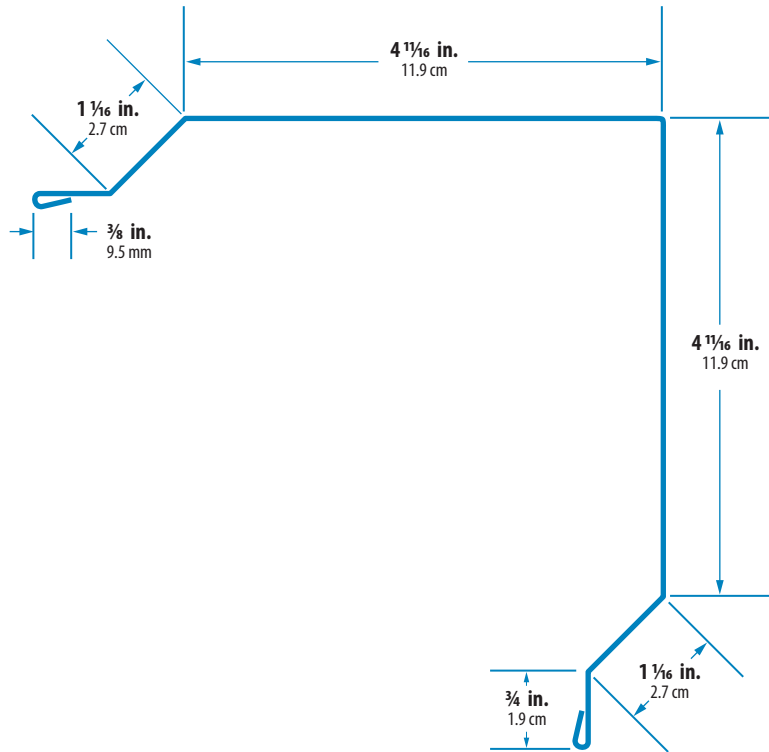 4 11⁄16 in.
11.9 cm
1 1⁄16 in.
2.7 cm
3⁄8 in.
9.5 mm
4 11⁄16 in.
11.9 cm
1 1⁄16 in.
2.7 cm
3⁄4 in.
1.9 cm